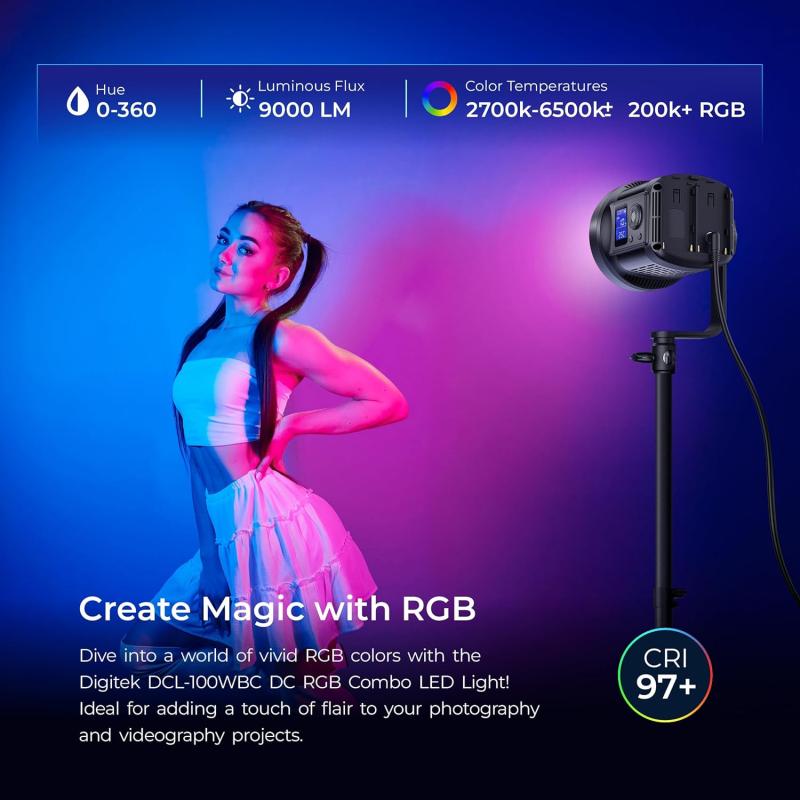 Hue
0-360
Luminous Flux
9000 LM
Color Temperatures
2700k-6500k± 200k+ RGB
Create Magic with RGB
Dive into a world of vivid RGB colors with the
Digitek DCL-100WBC DC RGB Combo LED Light!
Ideal for adding a touch of flair to your photography
and videography projects.
CRI
97+